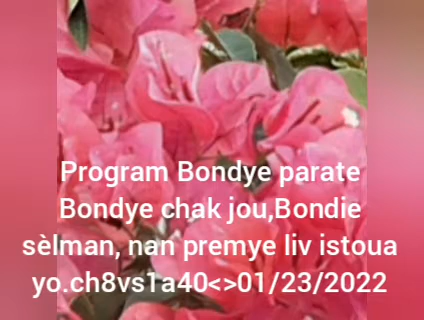 Program Bondye parate
Bondye chak jou,Bondie
sèlman, nan premye liv istoua
yo.ch8vs1a40<>01/23/2022